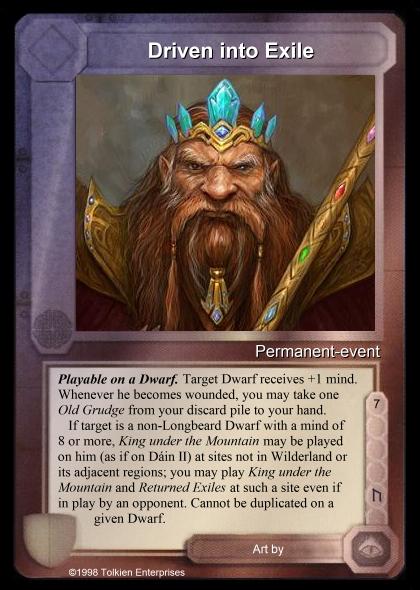 Driven into Exile
Permanent-event
Playable on a Dwarf. Target Dwarf receives +1 mind.
Whenever he becomes wounded, you may take one
Old Grudge from your discard pile to your hand.
If target is a non-Longbeard Dwarf with a mind of
8 or more, King under the Mountain may be played
on him (as if on Dáin II) at sites not in Wilderland or
its adjacent regions; you may play King under the
Mountain and Returned Exiles at such a site even if
in play by an opponent. Cannot be duplicated on a
given Dwarf.
7
Art by
©1998 Tolkien Enterprises